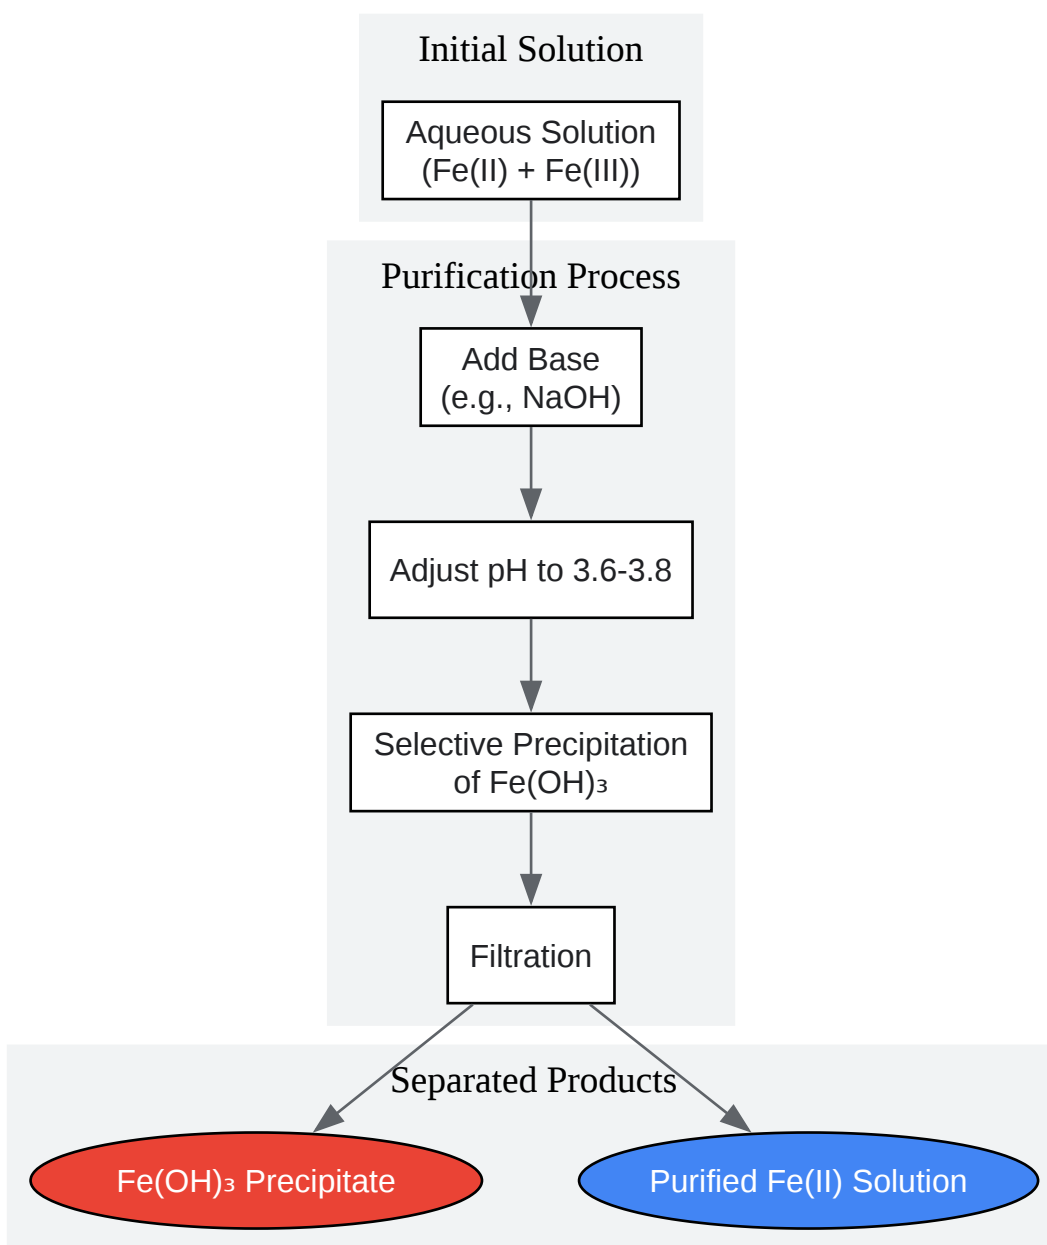 Initial Solution
Aqueous Solution
(Fe(II) + Fe(III))
Purification Process
Add Base
(e.g., NaOH)
Adjust pH to 3.6-3.8
Selective Precipitation
of Fe(OH)₃
Filtration
Separated Products
Fe(OH)₃ Precipitate
Purified Fe(II) Solution